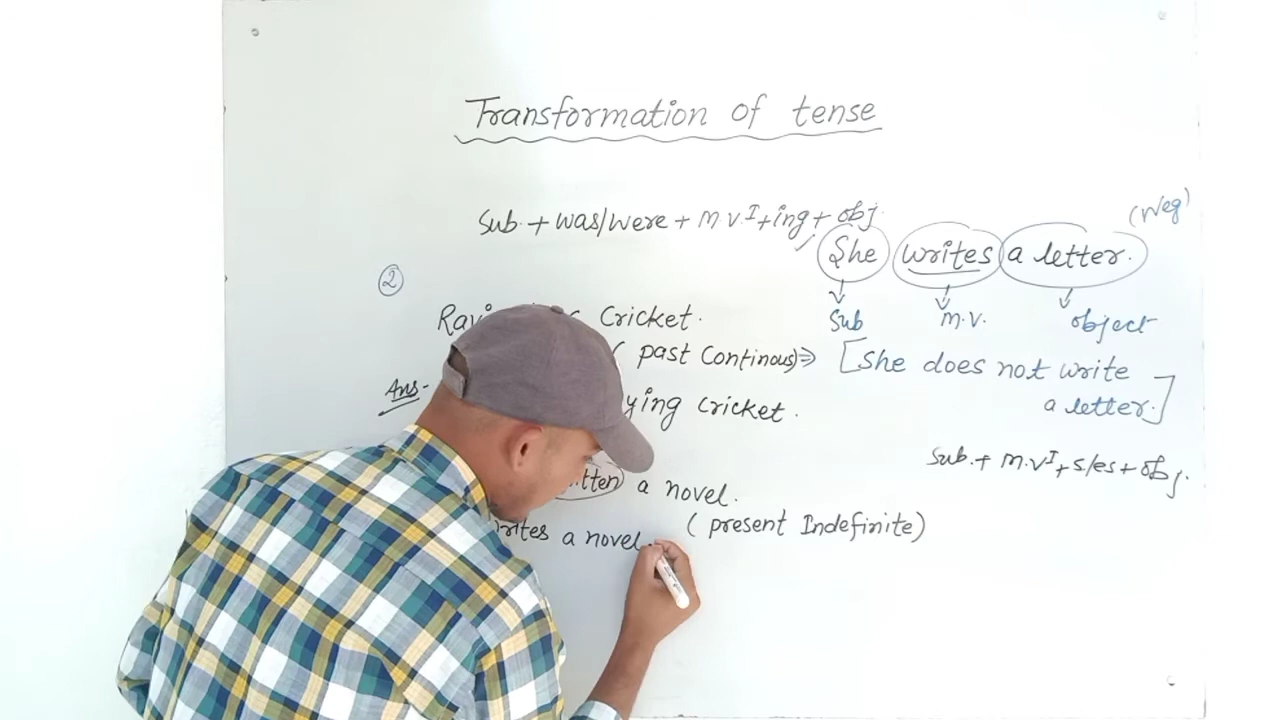 Transformation of tense
Sub. + was/were + m.v I + ing + obj.
(Neg)
She writes a letter.
Sub m.v. object
②
Cricket.
( past Continous) ⇒ [She does not write
a letter.]
Ans-
ying cricket.
Sub. + m.v I + s/es + obj.
tten a novel.
( present Indefinite)
rites a novel.